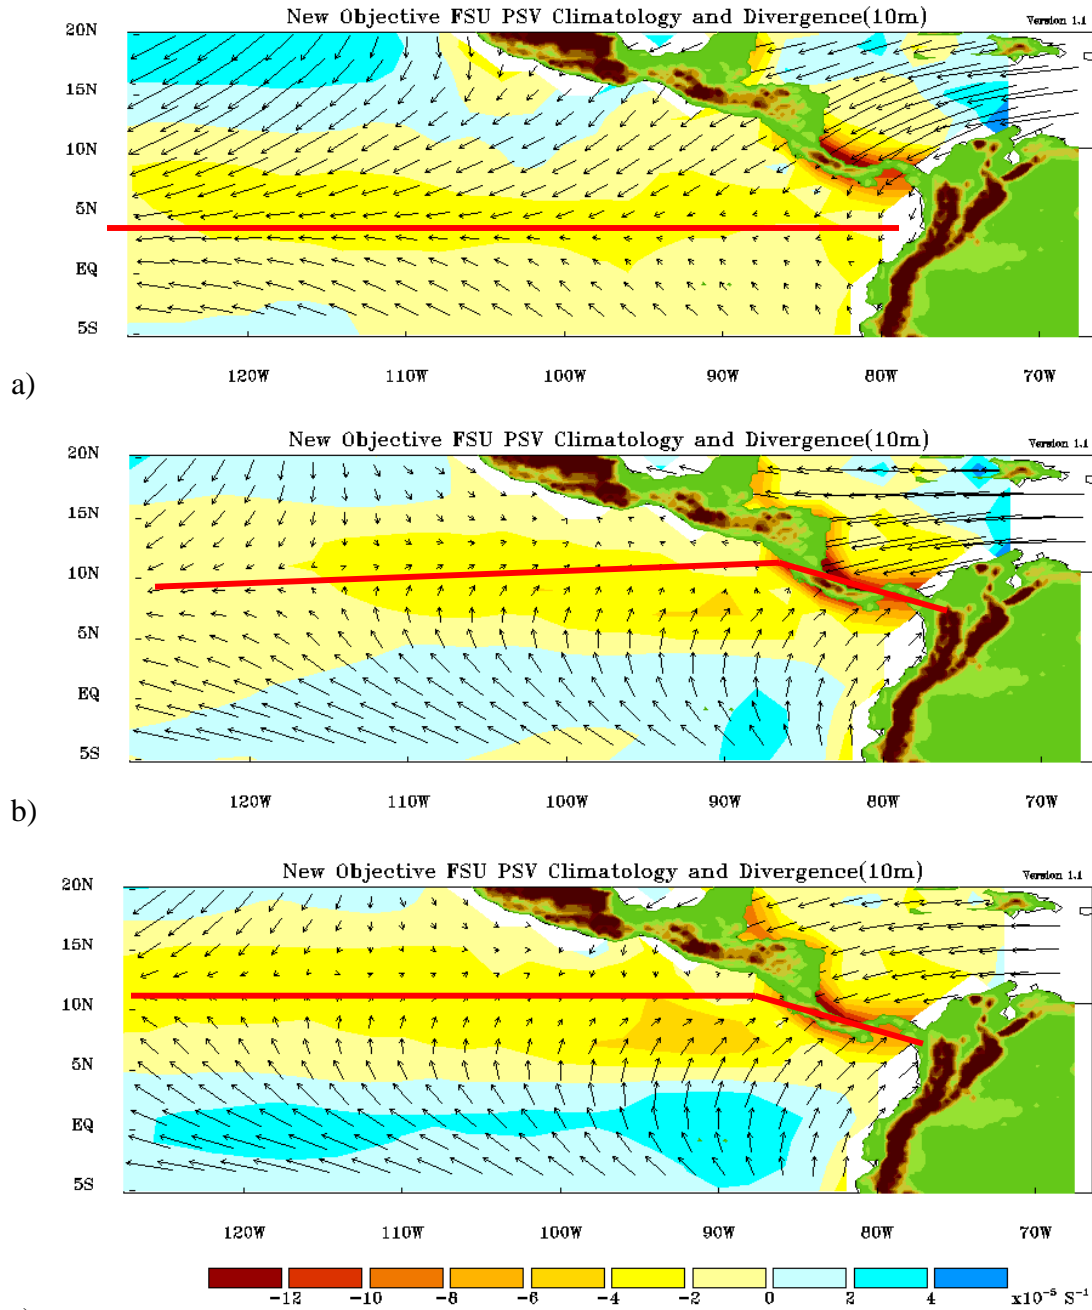 New Objective FSU PSV Climatology and Divergence(10m) Version 1.1
20N
15N
10N
5N
EQ
5S
120W 110W 100W 90W 80W 70W
a)
New Objective FSU PSV Climatology and Divergence(10m) Version 1.1
20N
15N
10N
5N
EQ
5S
120W 110W 100W 90W 80W 70W
b)
New Objective FSU PSV Climatology and Divergence(10m) Version 1.1
20N
15N
10N
5N
EQ
5S
120W 110W 100W 90W 80W 70W
-12 -10 -8 -6 -4 -2 0 2 4 x10⁻⁵ S⁻¹